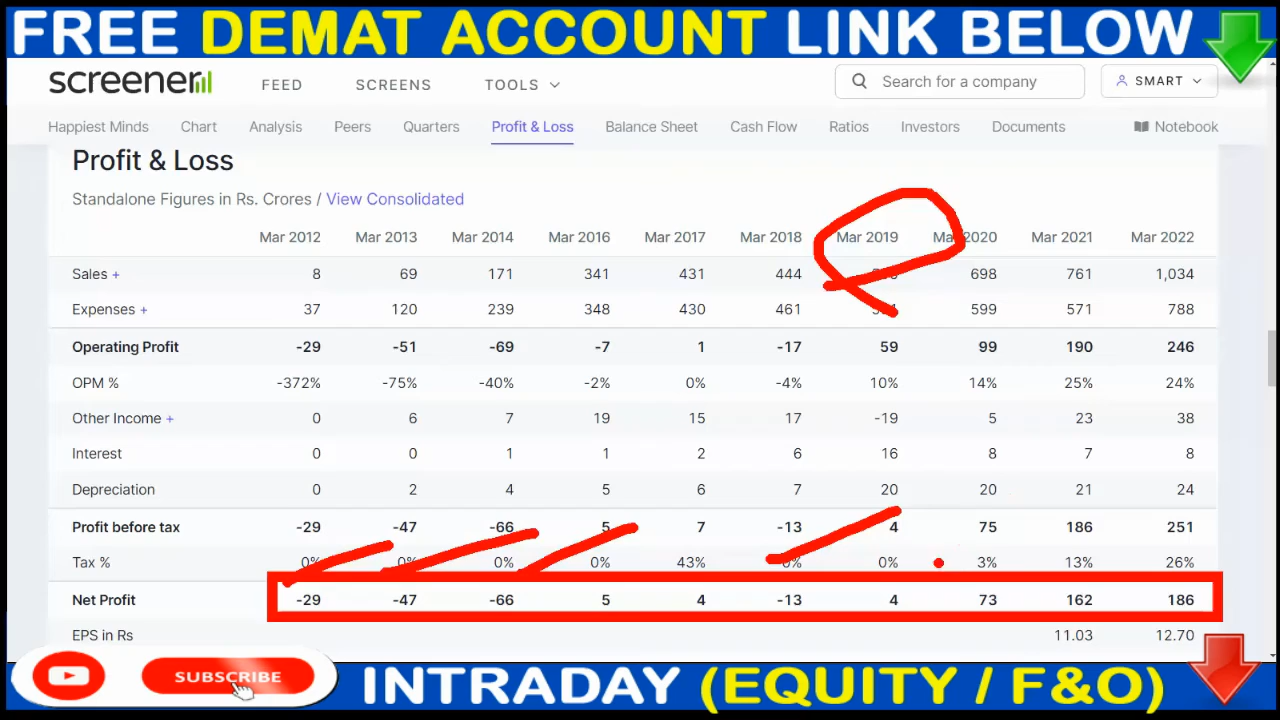 FREE DEMAT ACCOUNT LINK BELOW
screener FEED SCREENS TOOLS Search for a company SMART
Happiest Minds Chart Analysis Peers Quarters Profit & Loss Balance Sheet Cash Flow Ratios Investors Documents Notebook
Profit & Loss
Standalone Figures in Rs. Crores / View Consolidated
Mar 2012 Mar 2013 Mar 2014 Mar 2016 Mar 2017 Mar 2018 Mar 2019 Mar 2020 Mar 2021 Mar 2022
Sales + 8 69 171 341 431 444 698 761 1,034
Expenses + 37 120 239 348 430 461 599 571 788
Operating Profit -29 -51 -69 -7 1 -17 59 99 190 246
OPM % -372% -75% -40% -2% 0% -4% 10% 14% 25% 24%
Other Income + 0 6 7 19 15 17 -19 5 23 38
Interest 0 0 1 1 2 6 16 8 7 8
Depreciation 0 2 4 5 6 7 20 20 21 24
Profit before tax -29 -47 -66 5 7 -13 4 75 186 251
Tax % 0% 0% 0% 0% 43% 0% 0% 3% 13% 26%
Net Profit -29 -47 -66 5 4 -13 4 73 162 186
EPS in Rs 11.03 12.70
SUBSCRIBE
INTRADAY (EQUITY / F&O)